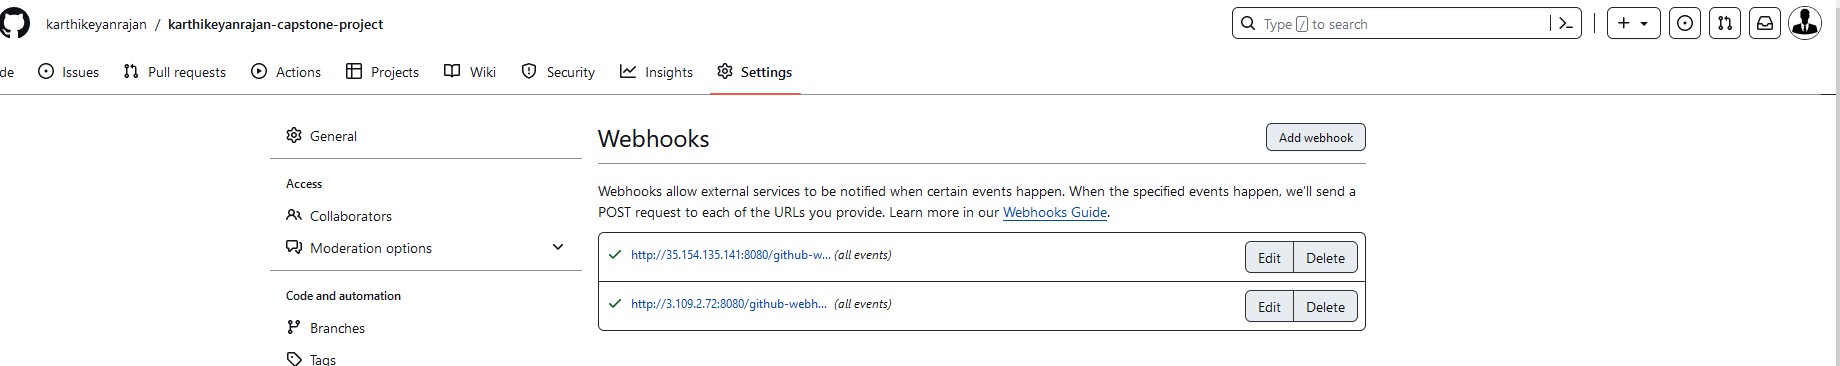 karthikeyanrajan / karthikeyanrajan-capstone-project
Type / to search
de Issues Pull requests Actions Projects Wiki Security Insights Settings
General
Access
Collaborators
Moderation options
Code and automation
Branches
Tags
Webhooks
Add webhook
Webhooks allow external services to be notified when certain events happen. When the specified events happen, we'll send a
POST request to each of the URLs you provide. Learn more in our Webhooks Guide.
http://35.154.135.141:8080/github-w... (all events) Edit Delete
http://3.109.2.72:8080/github-webh... (all events) Edit Delete